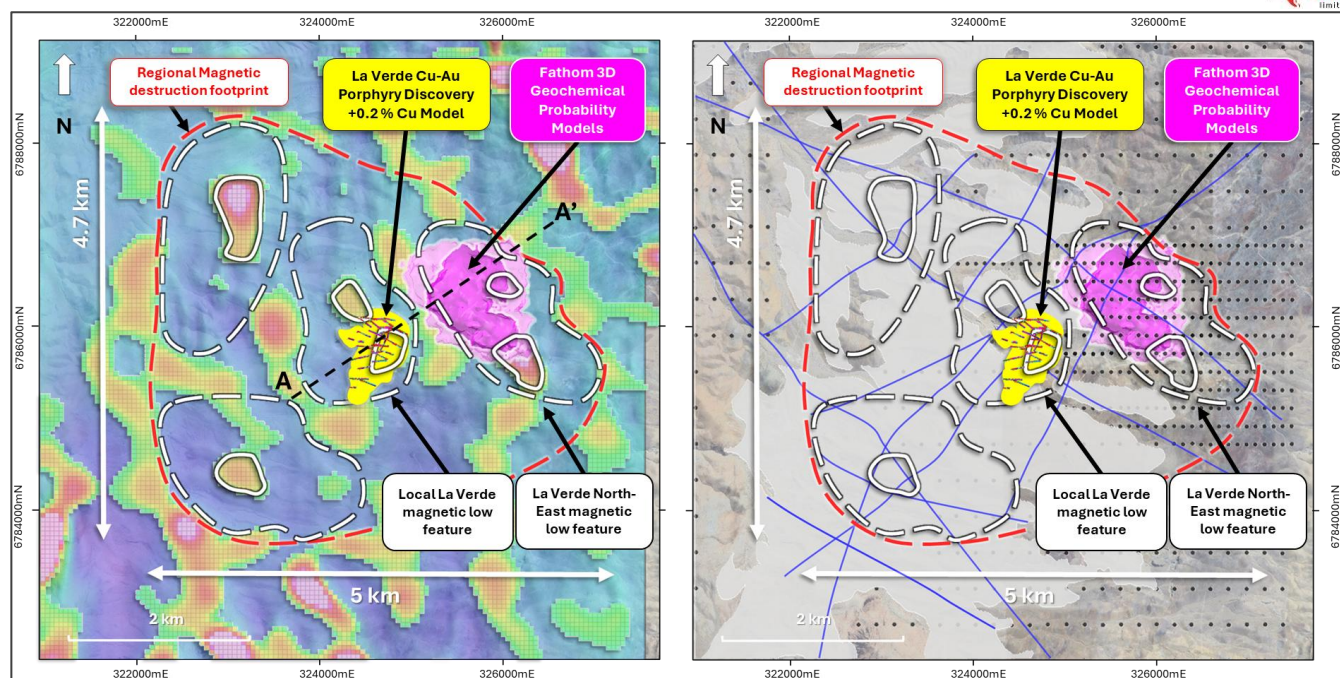 limit
322000mE
324000mE
326000mE
322000mE
324000mE
326000mE
6788000mN
6786000mN
6784000mN
Regional Magnetic
destruction footprint
La Verde Cu-Au
Porphyry Discovery
+0.2% Cu Model
Fathom 3D
Geochemical
Probability
Models
N
4.7 km
A'
A
Local La Verde
magnetic low
feature
La Verde North-
East magnetic
low feature
5 km
2 km
Regional Magnetic
destruction footprint
La Verde Cu-Au
Porphyry Discovery
+0.2% Cu Model
Fathom 3D
Geochemical
Probability
Models
N
4.7 km
Local La Verde
magnetic low
feature
La Verde North-
East magnetic
low feature
5 km
2 km
6788000mN
6786000mN
6784000mN
322000mE
324000mE
326000mE
322000mE
324000mE
326000mE